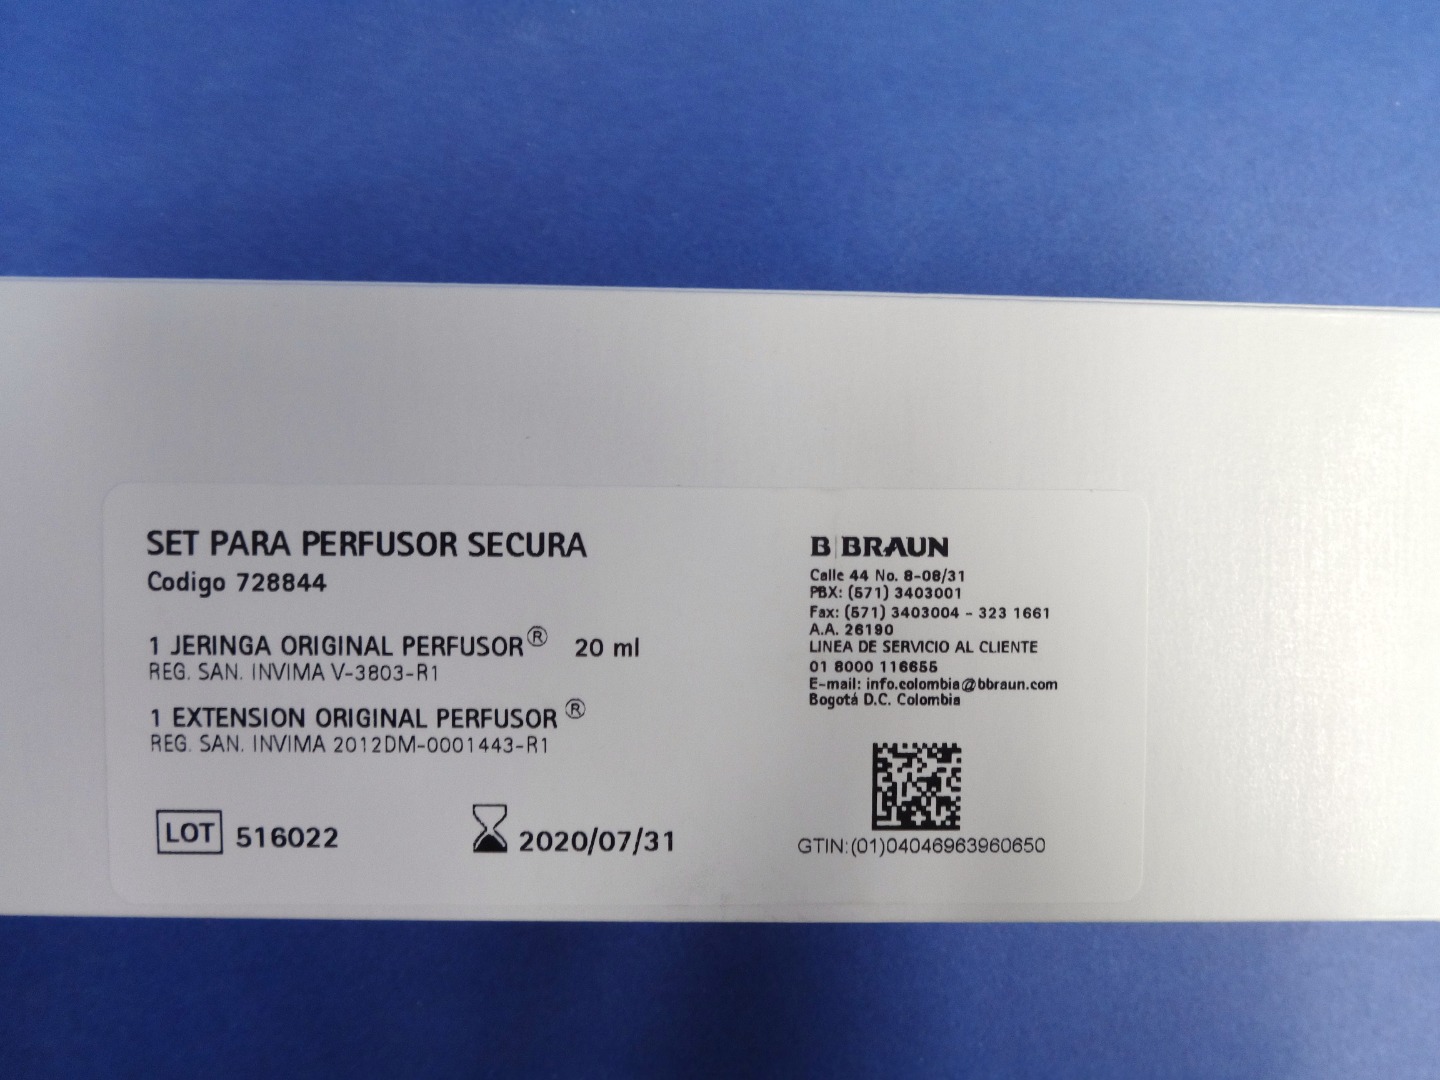 SET PARA PERFUSOR SECURA
Codigo 728844
1 JERINGA ORIGINAL PERFUSOR® 20 ml
REG. SAN. INVIMA V-3803-R1
1 EXTENSION ORIGINAL PERFUSOR®
REG. SAN. INVIMA 2012DM-0001443-R1
LOT 516022
2020/07/31
B|BRAUN
Calle 44 No. 8-08/31
PBX: (571) 3403001
Fax: (571) 3403004 - 323 1661
A.A. 26190
LINEA DE SERVICIO AL CLIENTE
01 8000 116655
E-mail: info.colombia@bbraun.com
Bogotá D.C. Colombia
GTIN:(01)04046963960650